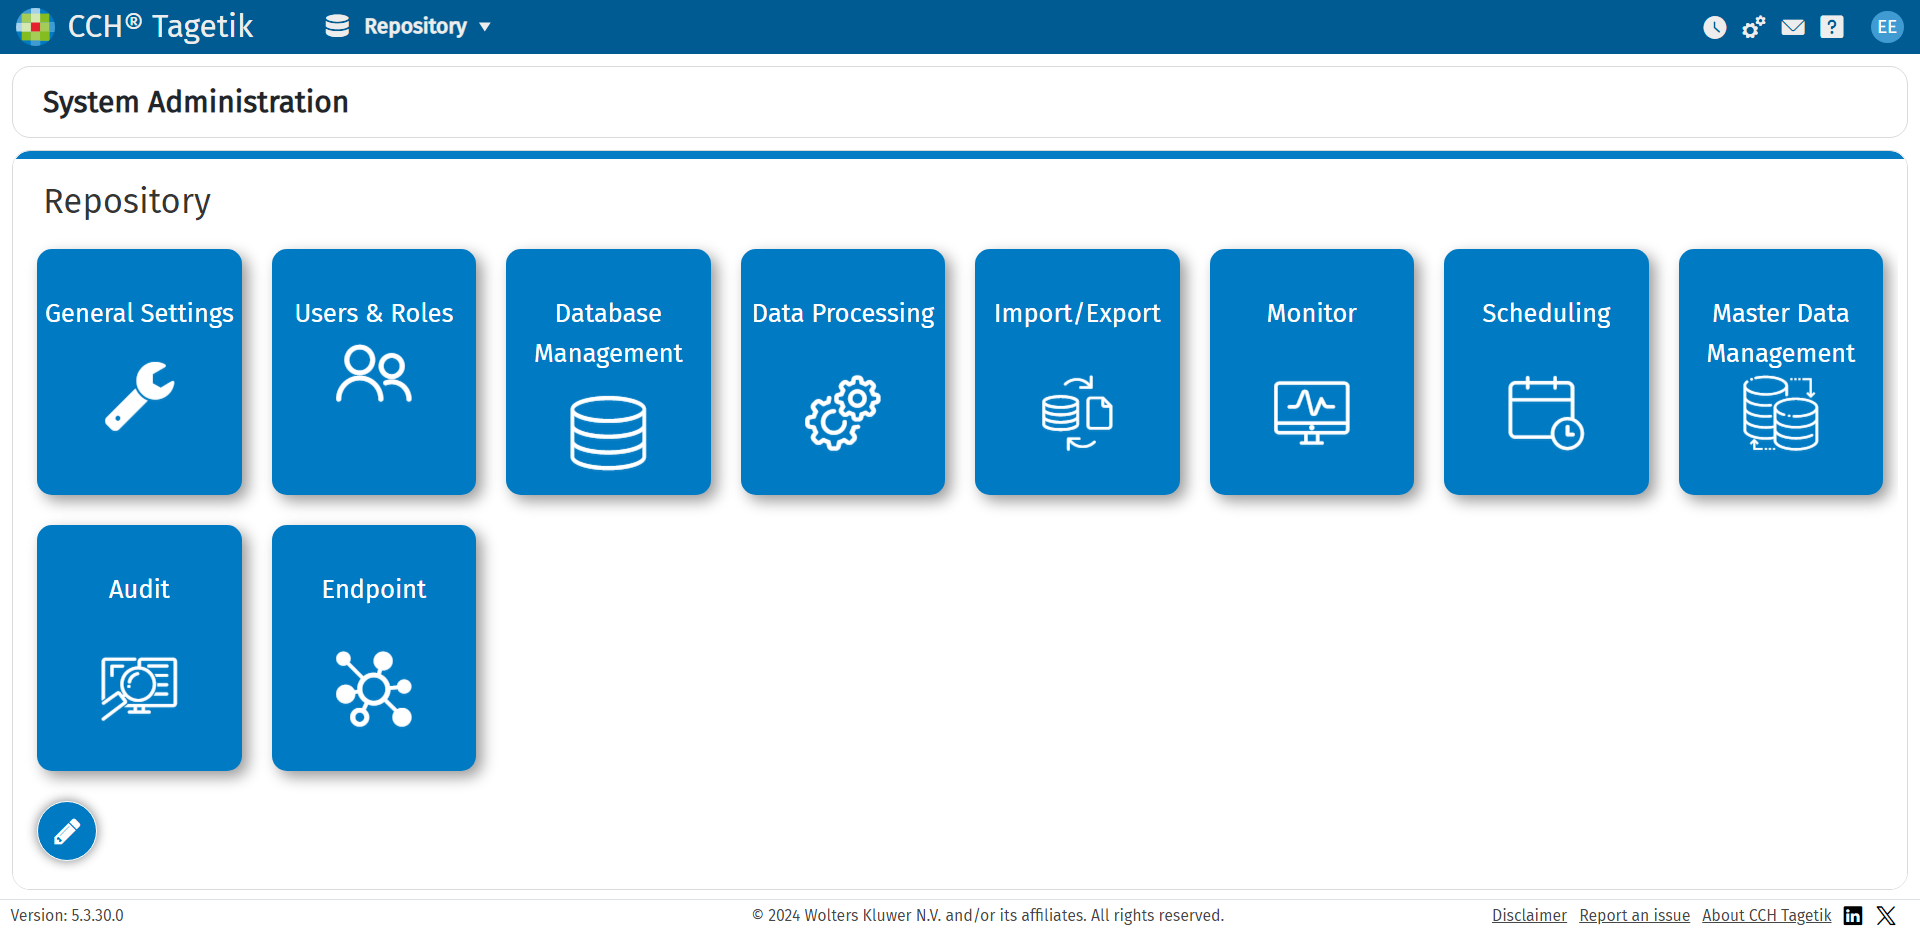 CCH® Tagetik
Repository
?
EE
System Administration
Repository
General Settings
Users & Roles
Database
Management
Data Processing
Import/Export
Monitor
Scheduling
Master Data
Management
Audit
Endpoint
Version: 5.3.30.0
© 2024 Wolters Kluwer N.V. and/or its affiliates. All rights reserved.
Disclaimer
Report an issue
About CCH Tagetik
in
X